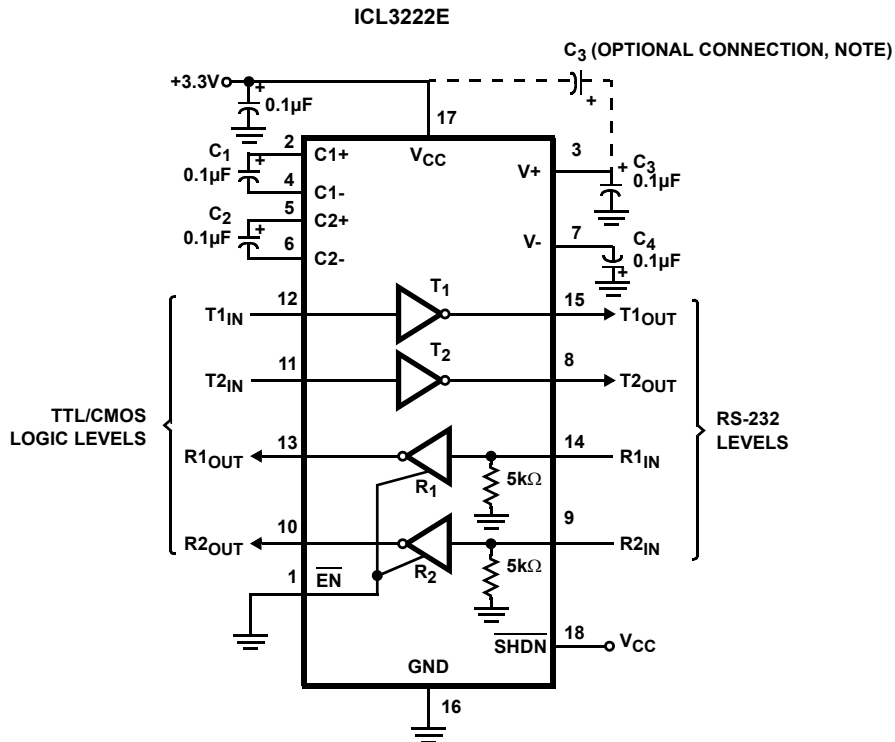 ICL3222E
C3 (OPTIONAL CONNECTION, NOTE)
+3.3V
+
0.1µF
+
17
2
C1+
VCC
3
C1
0.1µF
+
4
C1-
V+
+
C3
0.1µF
5
C2+
C2
0.1µF
+
6
C2-
7
V-
C4
0.1µF
+
T1IN
12
T1
15
T1OUT
T2IN
11
T2
8
T2OUT
TTL/CMOS
LOGIC LEVELS
RS-232
LEVELS
R1OUT
13
R1
14
R1IN
5kΩ
R2OUT
10
R2
9
R2IN
5kΩ
1
EN
SHDN
18
VCC
GND
16